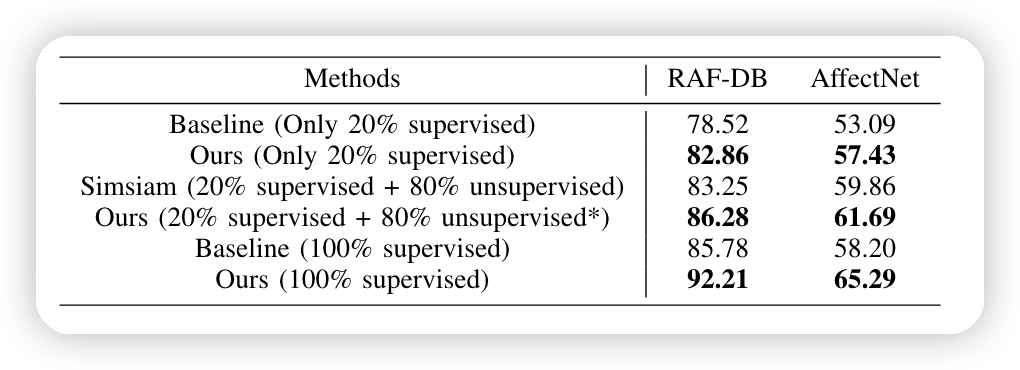 Methods RAF-DB AffectNet
Baseline (Only 20% supervised) 78.52 53.09
Ours (Only 20% supervised) 82.86 57.43
Simsiam (20% supervised + 80% unsupervised) 83.25 59.86
Ours (20% supervised + 80% unsupervised*) 86.28 61.69
Baseline (100% supervised) 85.78 58.20
Ours (100% supervised) 92.21 65.29